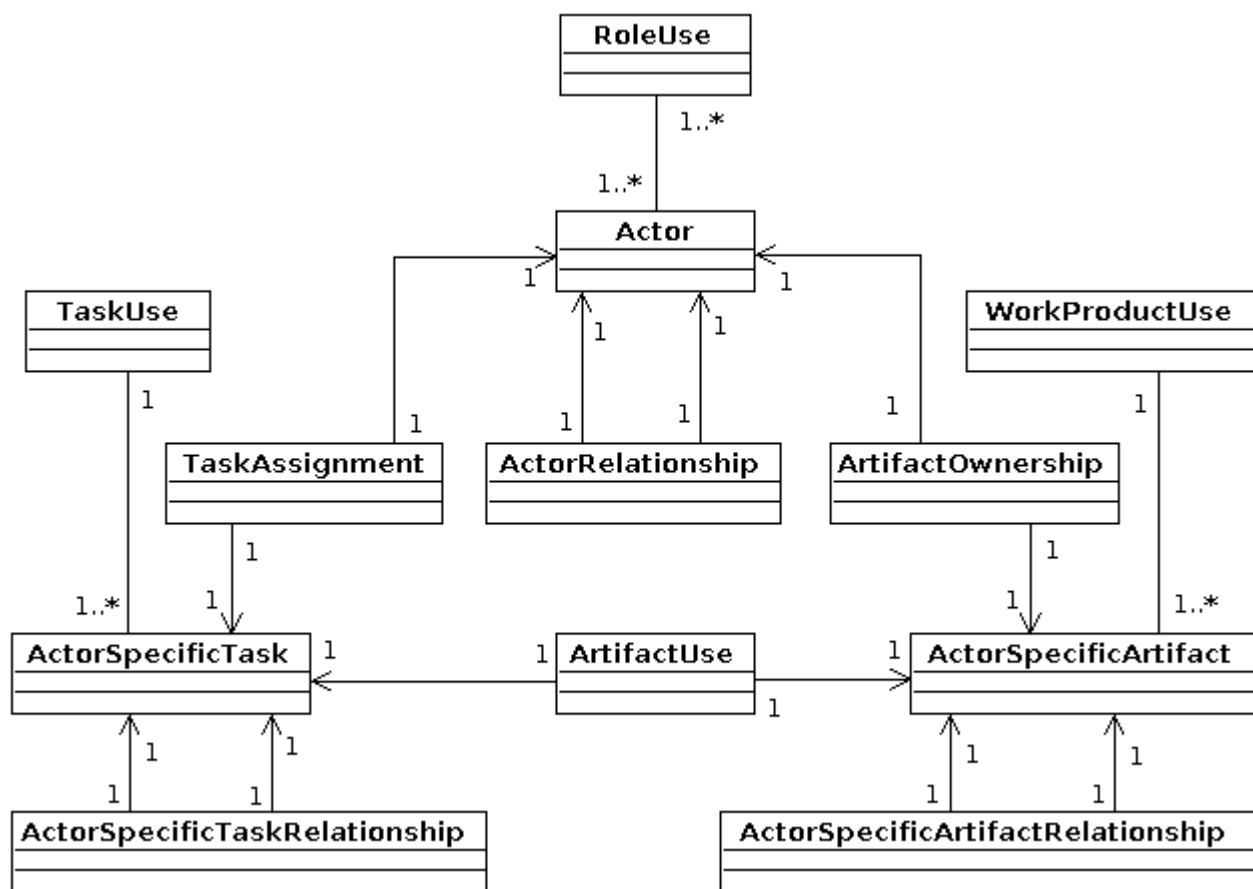 RoleUse
1..*
1..*
Actor
1
1
TaskUse
WorkProductUse
1
1
1
1
1
1
1
1
1
TaskAssignment
ActorRelationship
ArtifactOwnership
1
1
1
1
1..*
1..*
ActorSpecificTask
1
1
ArtifactUse
1
ActorSpecificArtifact
1
1
1
1
1
1
1
1
1
ActorSpecificTaskRelationship
ActorSpecificArtifactRelationship